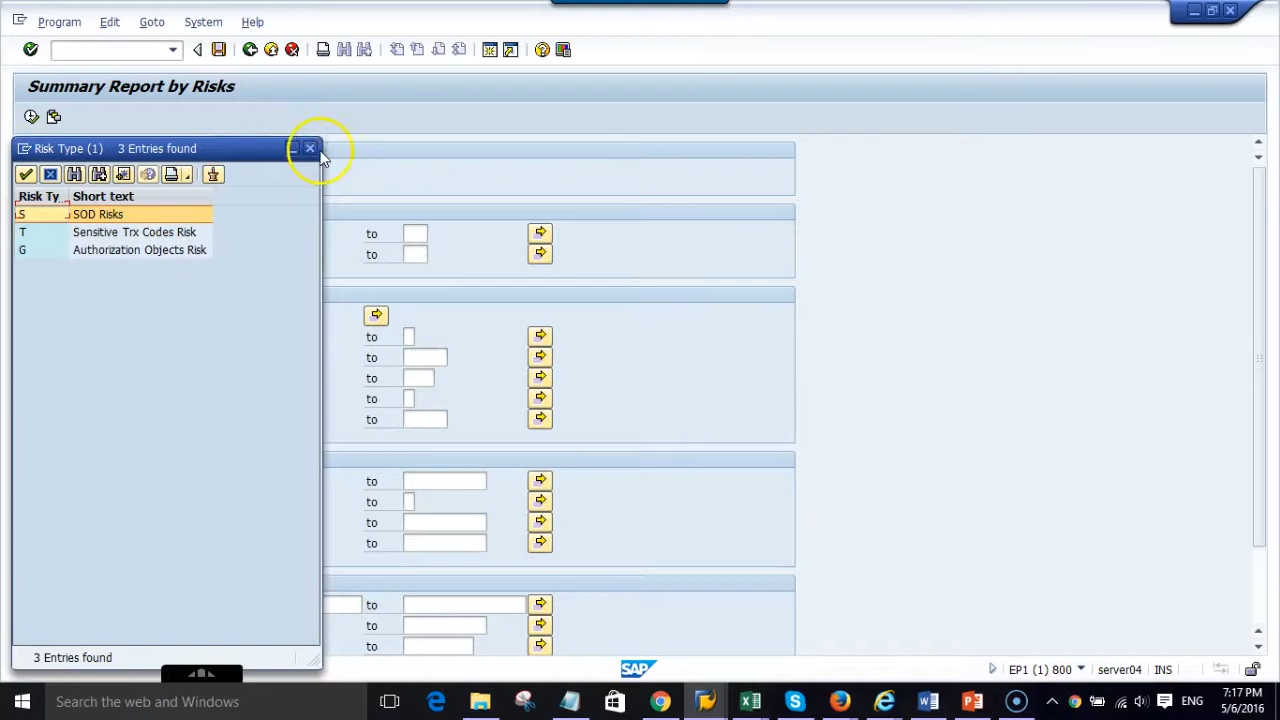 Program Edit Goto System Help
Summary Report by Risks
Risk Type (1) 3 Entries found
Risk Ty.. Short text
S SOD Risks
T Sensitive Trx Codes Risk
G Authorization Objects Risk
to
to
to
to
to
to
to
to
to
to
to
to
to
to
3 Entries found
SAP
EP1 (1) 800 server04 INS
Search the web and Windows
ENG
7:17 PM
5/6/2016